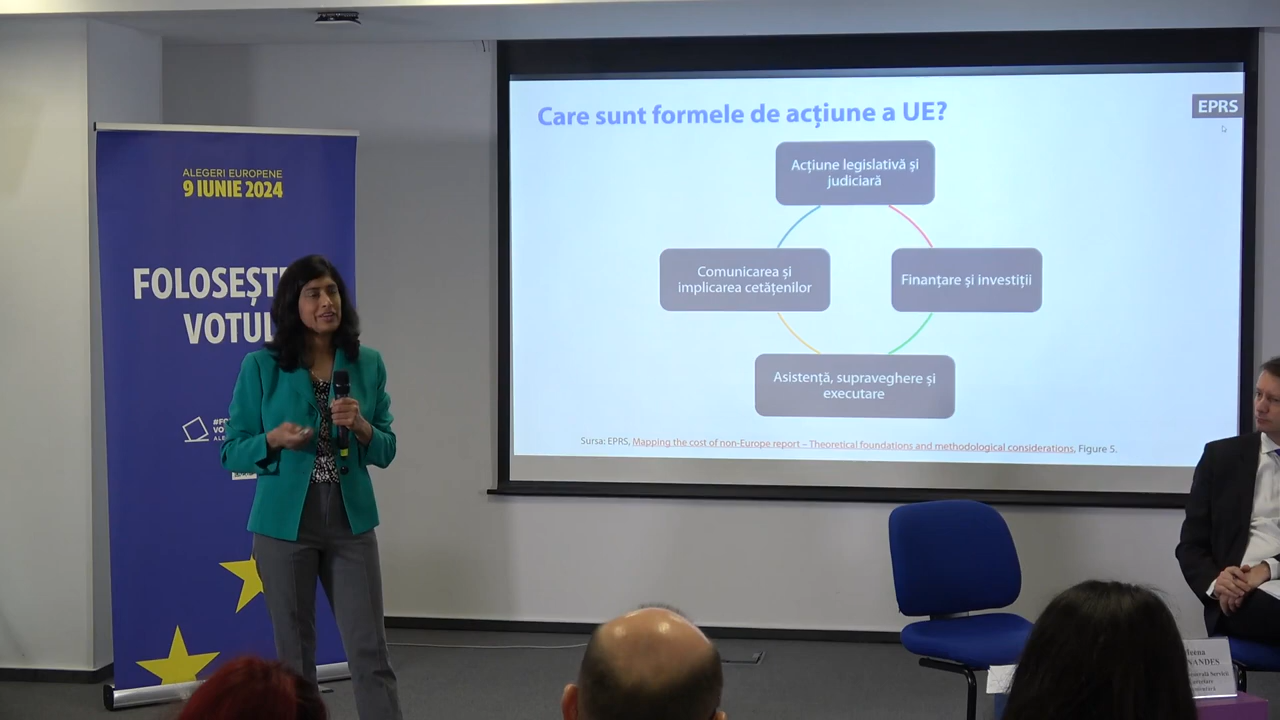 ALEGERI EUROPENE
9 IUNIE 2024
FOLOSEȘTE
VOTUL
Care sunt formele de acțiune a UE?
EPRS
Acțiune legislativă și
judiciară
Comunicarea și
implicarea cetățenilor
Finanțare și investiții
Asistență, supraveghere și
executare
Sursa: EPRS, Mapping the cost of non-Europe report – Theoretical foundations and methodological considerations, Figure 5.